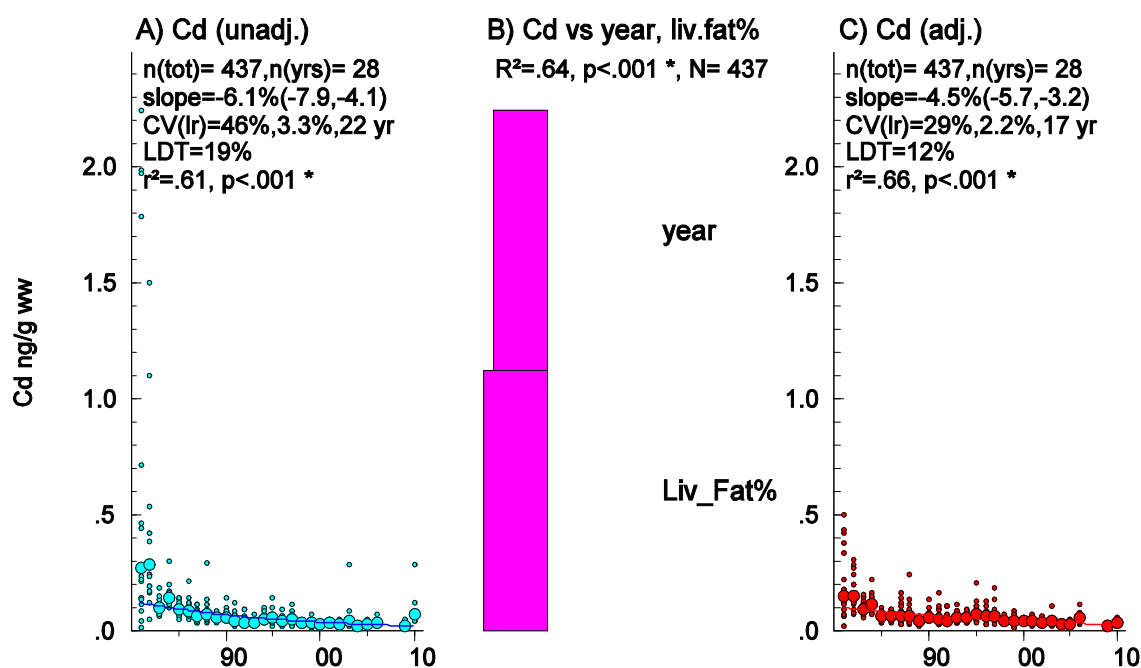 A) Cd (unadj.)
n(tot)= 437,n(yrs)= 28
slope=-6.1%(-7.9,-4.1)
CV(lr)=46%,3.3%,22 yr
LDT=19%
r²=.61, p<.001 *
Cd ng/g ww
2.0
1.5
1.0
.5
.0
90 00 10
B) Cd vs year, liv.fat%
R²=.64, p<.001 *, N= 437
year
Liv_Fat%
C) Cd (adj.)
n(tot)= 437,n(yrs)= 28
slope=-4.5%(-5.7,-3.2)
CV(lr)=29%,2.2%,17 yr
LDT=12%
r²=.66, p<.001 *
2.0
1.5
1.0
.5
.0
90 00 10